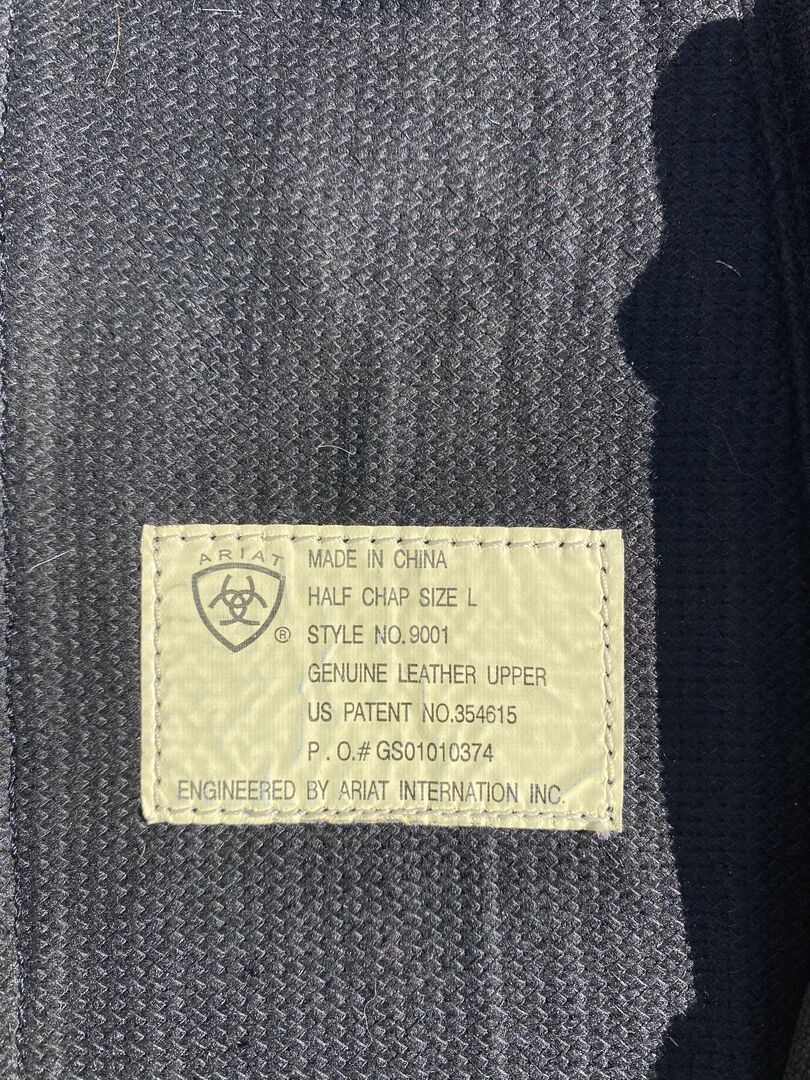 ARIAT
®
MADE IN CHINA
HALF CHAP SIZE L
STYLE NO. 9001
GENUINE LEATHER UPPER
US PATENT NO.354615
P . O.# GS01010374
ENGINEERED BY ARIAT INTERNATION INC.